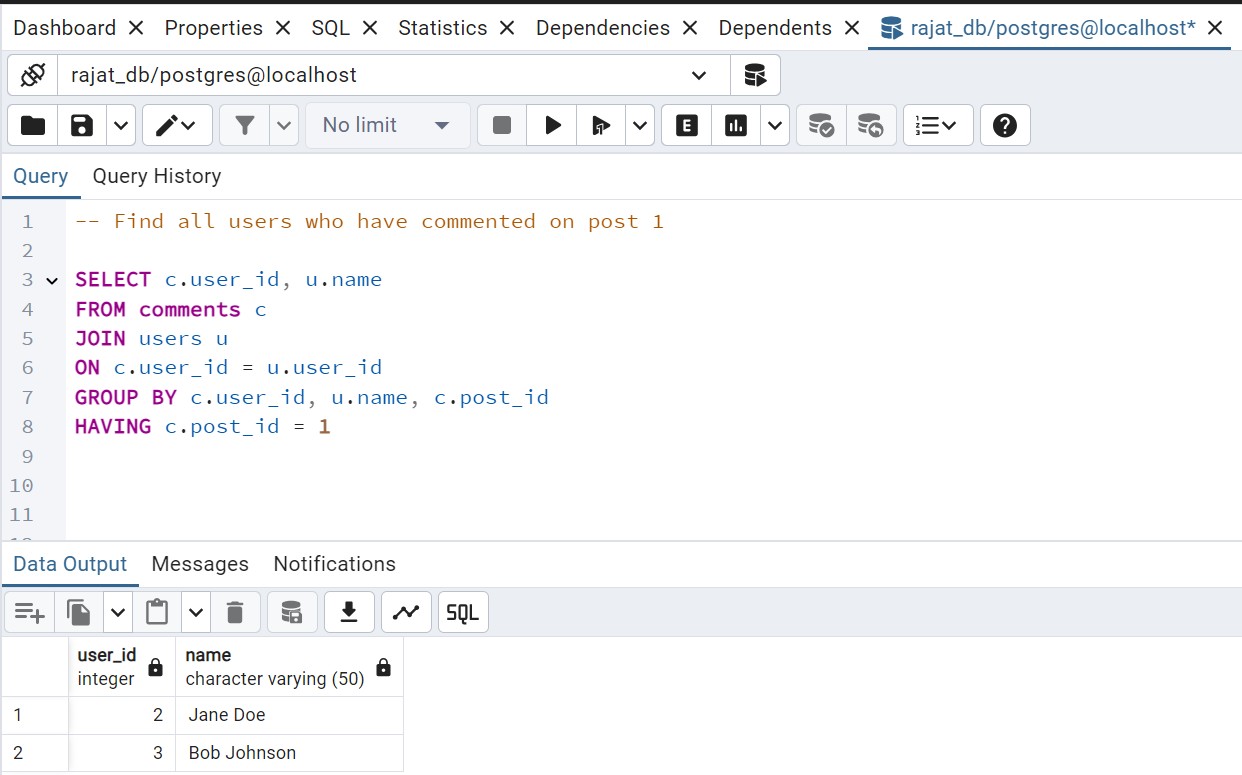 Dashboard Properties SQL Statistics Dependencies Dependents rajat_db/postgres@localhost*
rajat_db/postgres@localhost
No limit E
Query Query History
1 -- Find all users who have commented on post 1
2
3 SELECT c.user_id, u.name
4 FROM comments c
5 JOIN users u
6 ON c.user_id = u.user_id
7 GROUP BY c.user_id, u.name, c.post_id
8 HAVING c.post_id = 1
9
10
11
Data Output Messages Notifications
SQL
user_id name
integer character varying (50)
1 2 Jane Doe
2 3 Bob Johnson